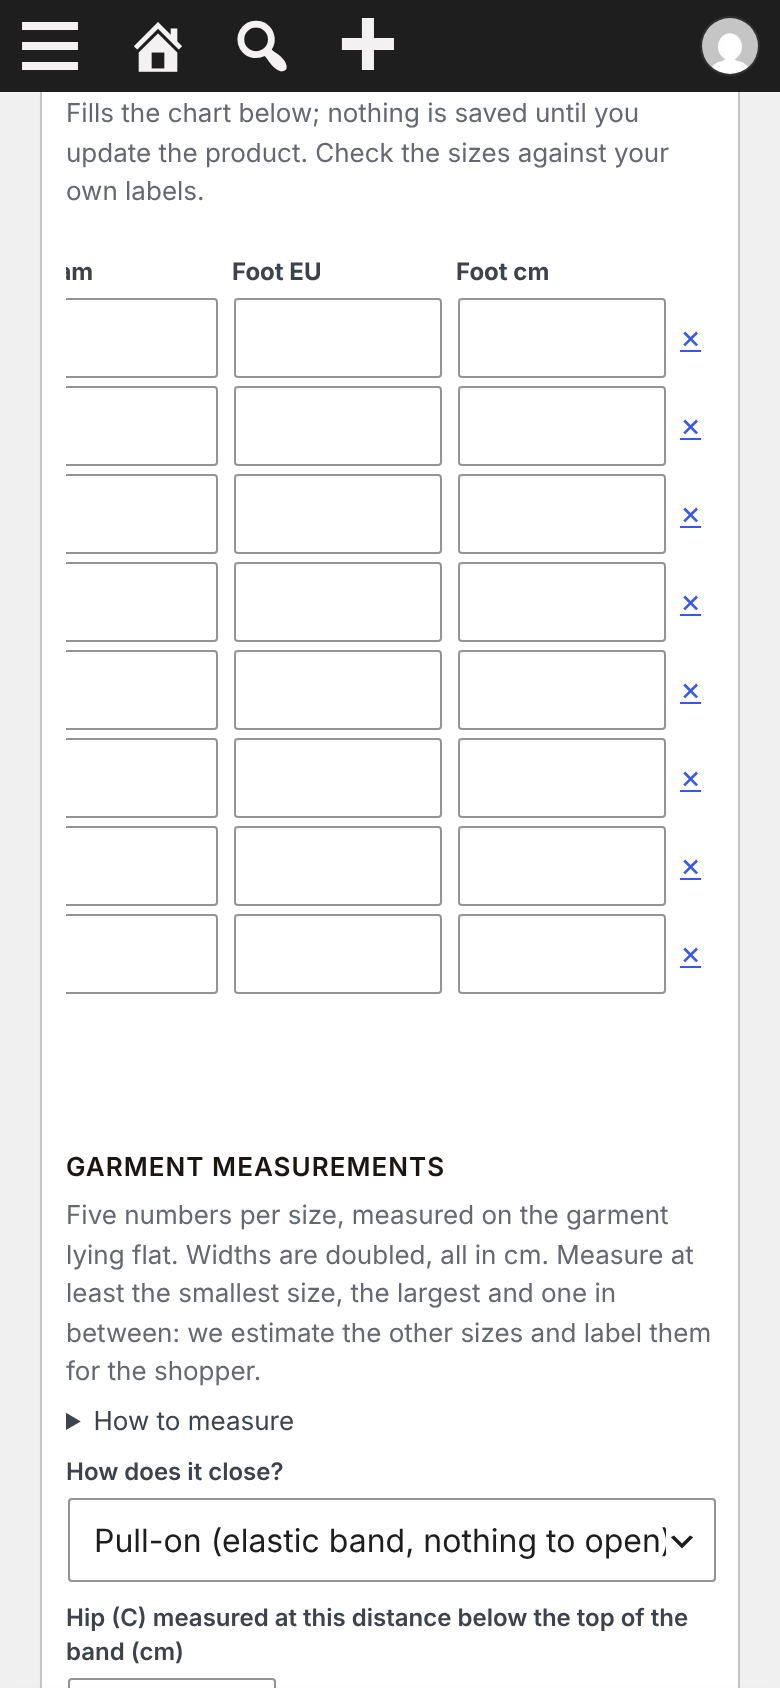 Fills the chart below; nothing is saved until you
update the product. Check the sizes against your
own labels.
Foot EU
Foot cm
×
×
×
×
×
×
×
×
GARMENT MEASUREMENTS
Five numbers per size, measured on the garment
lying flat. Widths are doubled, all in cm. Measure at
least the smallest size, the largest and one in
between: we estimate the other sizes and label them
for the shopper.
How to measure
How does it close?
Pull-on (elastic band, nothing to open)
Hip (C) measured at this distance below the top of the
band (cm)